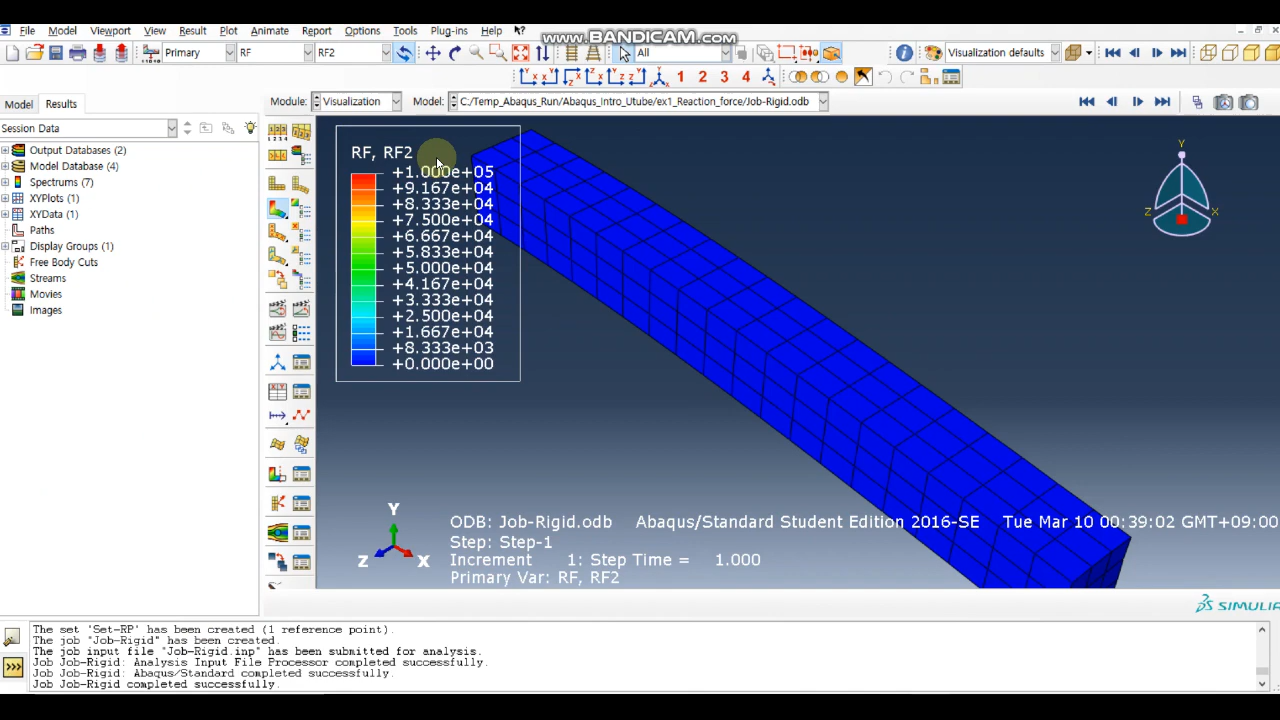 File Model Viewport View Result Plot Animate Report Options Tools Plug-ins Help
www.BANDICAM.com
Primary RF RF2 All Visualization defaults
1 2 3 4
Model Results Module: Visualization Model: C:/Temp_Abaqus_Run/Abaqus_Intro_Utube/ex1_Reaction_force/Job-Rigid.odb
Session Data
Output Databases (2)
Model Database (4)
Spectrums (7)
XYPlots (1)
XYData (1)
Paths
Display Groups (1)
Free Body Cuts
Streams
Movies
Images
RF, RF2
+1.000e+05
+9.167e+04
+8.333e+04
+7.500e+04
+6.667e+04
+5.833e+04
+5.000e+04
+4.167e+04
+3.333e+04
+2.500e+04
+1.667e+04
+8.333e+03
+0.000e+00
Y
Z X
Y
Z X
ODB: Job-Rigid.odb Abaqus/Standard Student Edition 2016-SE Tue Mar 10 00:39:02 GMT+09:00
Step: Step-1
Increment 1: Step Time = 1.000
Primary Var: RF, RF2
SIMULIA
The set 'Set-RP' has been created (1 reference point).
The job "Job-Rigid" has been created.
The job input file "Job-Rigid.inp" has been submitted for analysis.
Job Job-Rigid: Analysis Input File Processor completed successfully.
Job Job-Rigid: Abaqus/Standard completed successfully.
Job Job-Rigid completed successfully.
>>>